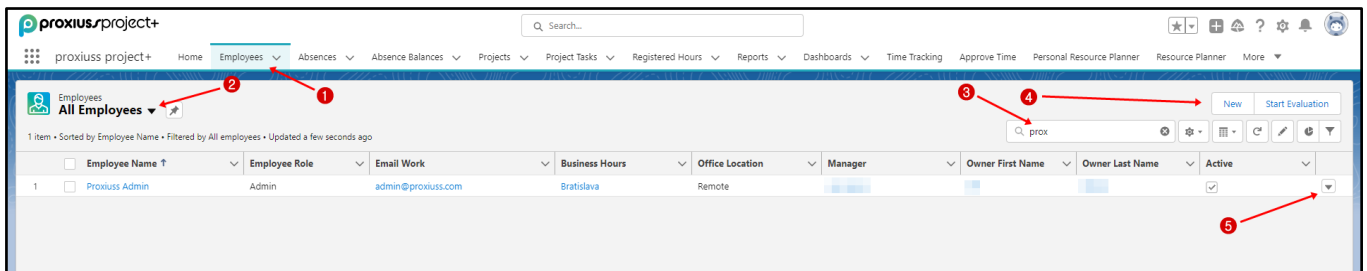 proxiuss project+
Search...
proxiuss project+ Home Employees Absences Absence Balances Projects Project Tasks Registered Hours Reports Dashboards Time Tracking Approve Time Personal Resource Planner Resource Planner More
2 1 3 4
Employees
All Employees
New Start Evaluation
1 item • Sorted by Employee Name • Filtered by All employees • Updated a few seconds ago
prox
Employee Name ↑ Employee Role Email Work Business Hours Office Location Manager Owner First Name Owner Last Name Active
1 Proxiuss Admin Admin admin@proxiuss.com Bratislava Remote
5